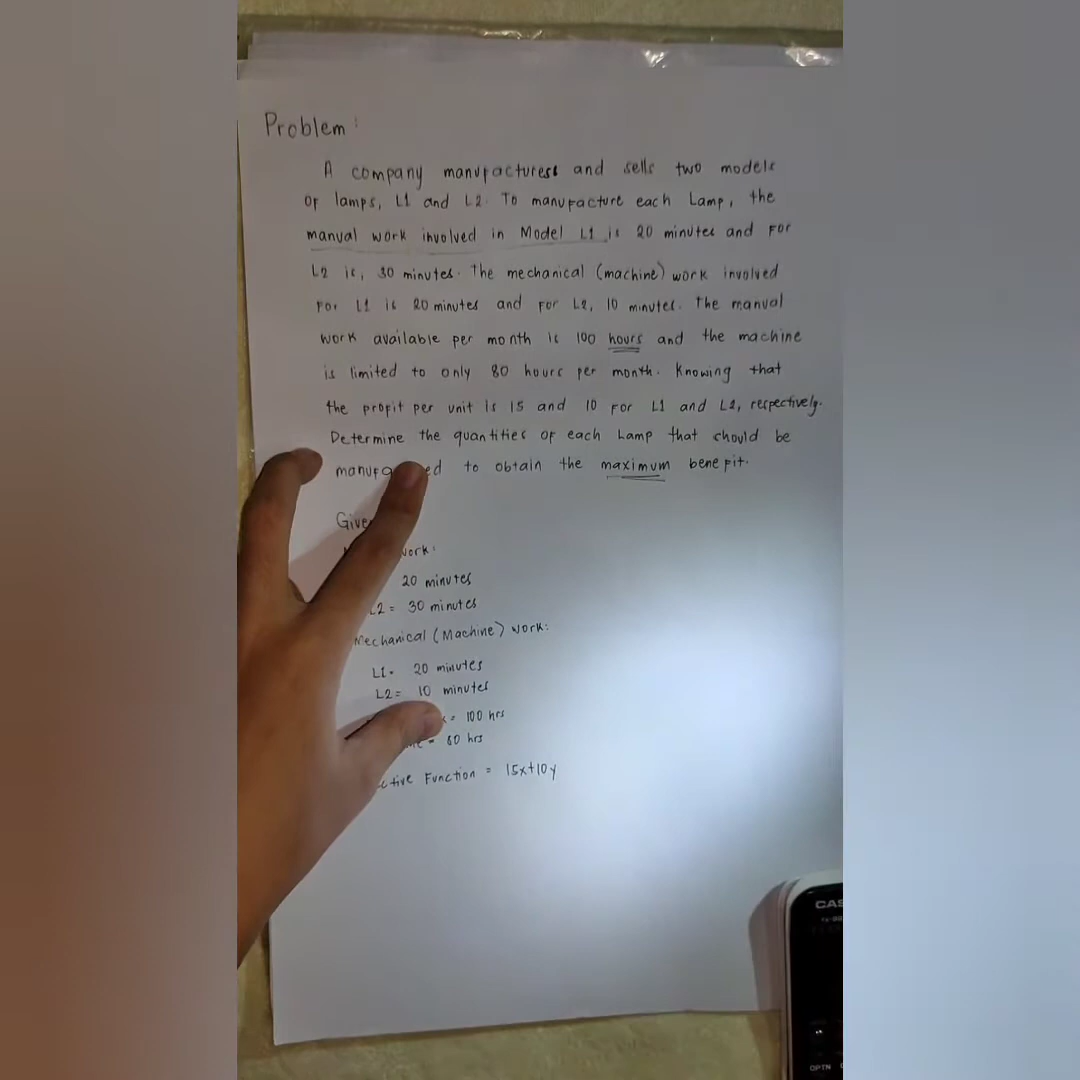 Problem:
A company manufacturess and sells two models
of lamps, L1 and L2. To manufacture each Lamp, the
manual work involved in Model L1 is 20 minutes and for
L2 is, 30 minutes. The mechanical (machine) work involved
for L1 is 20 minutes and for L2, 10 minutes. The manual
work available per month is 100 hours and the machine
is limited to only 80 hours per month. Knowing that
the profit per unit is 15 and 10 for L1 and L2, respectively.
Determine the quantities of each Lamp that should be
to obtain the maximum benefit.
20 minutes
L2 = 30 minutes
Mechanical (Machine) work:
L1 = 20 minutes
L2 = 10 minutes
= 100 hrs
= 80 hrs
Function = 15x+10y
OPTN